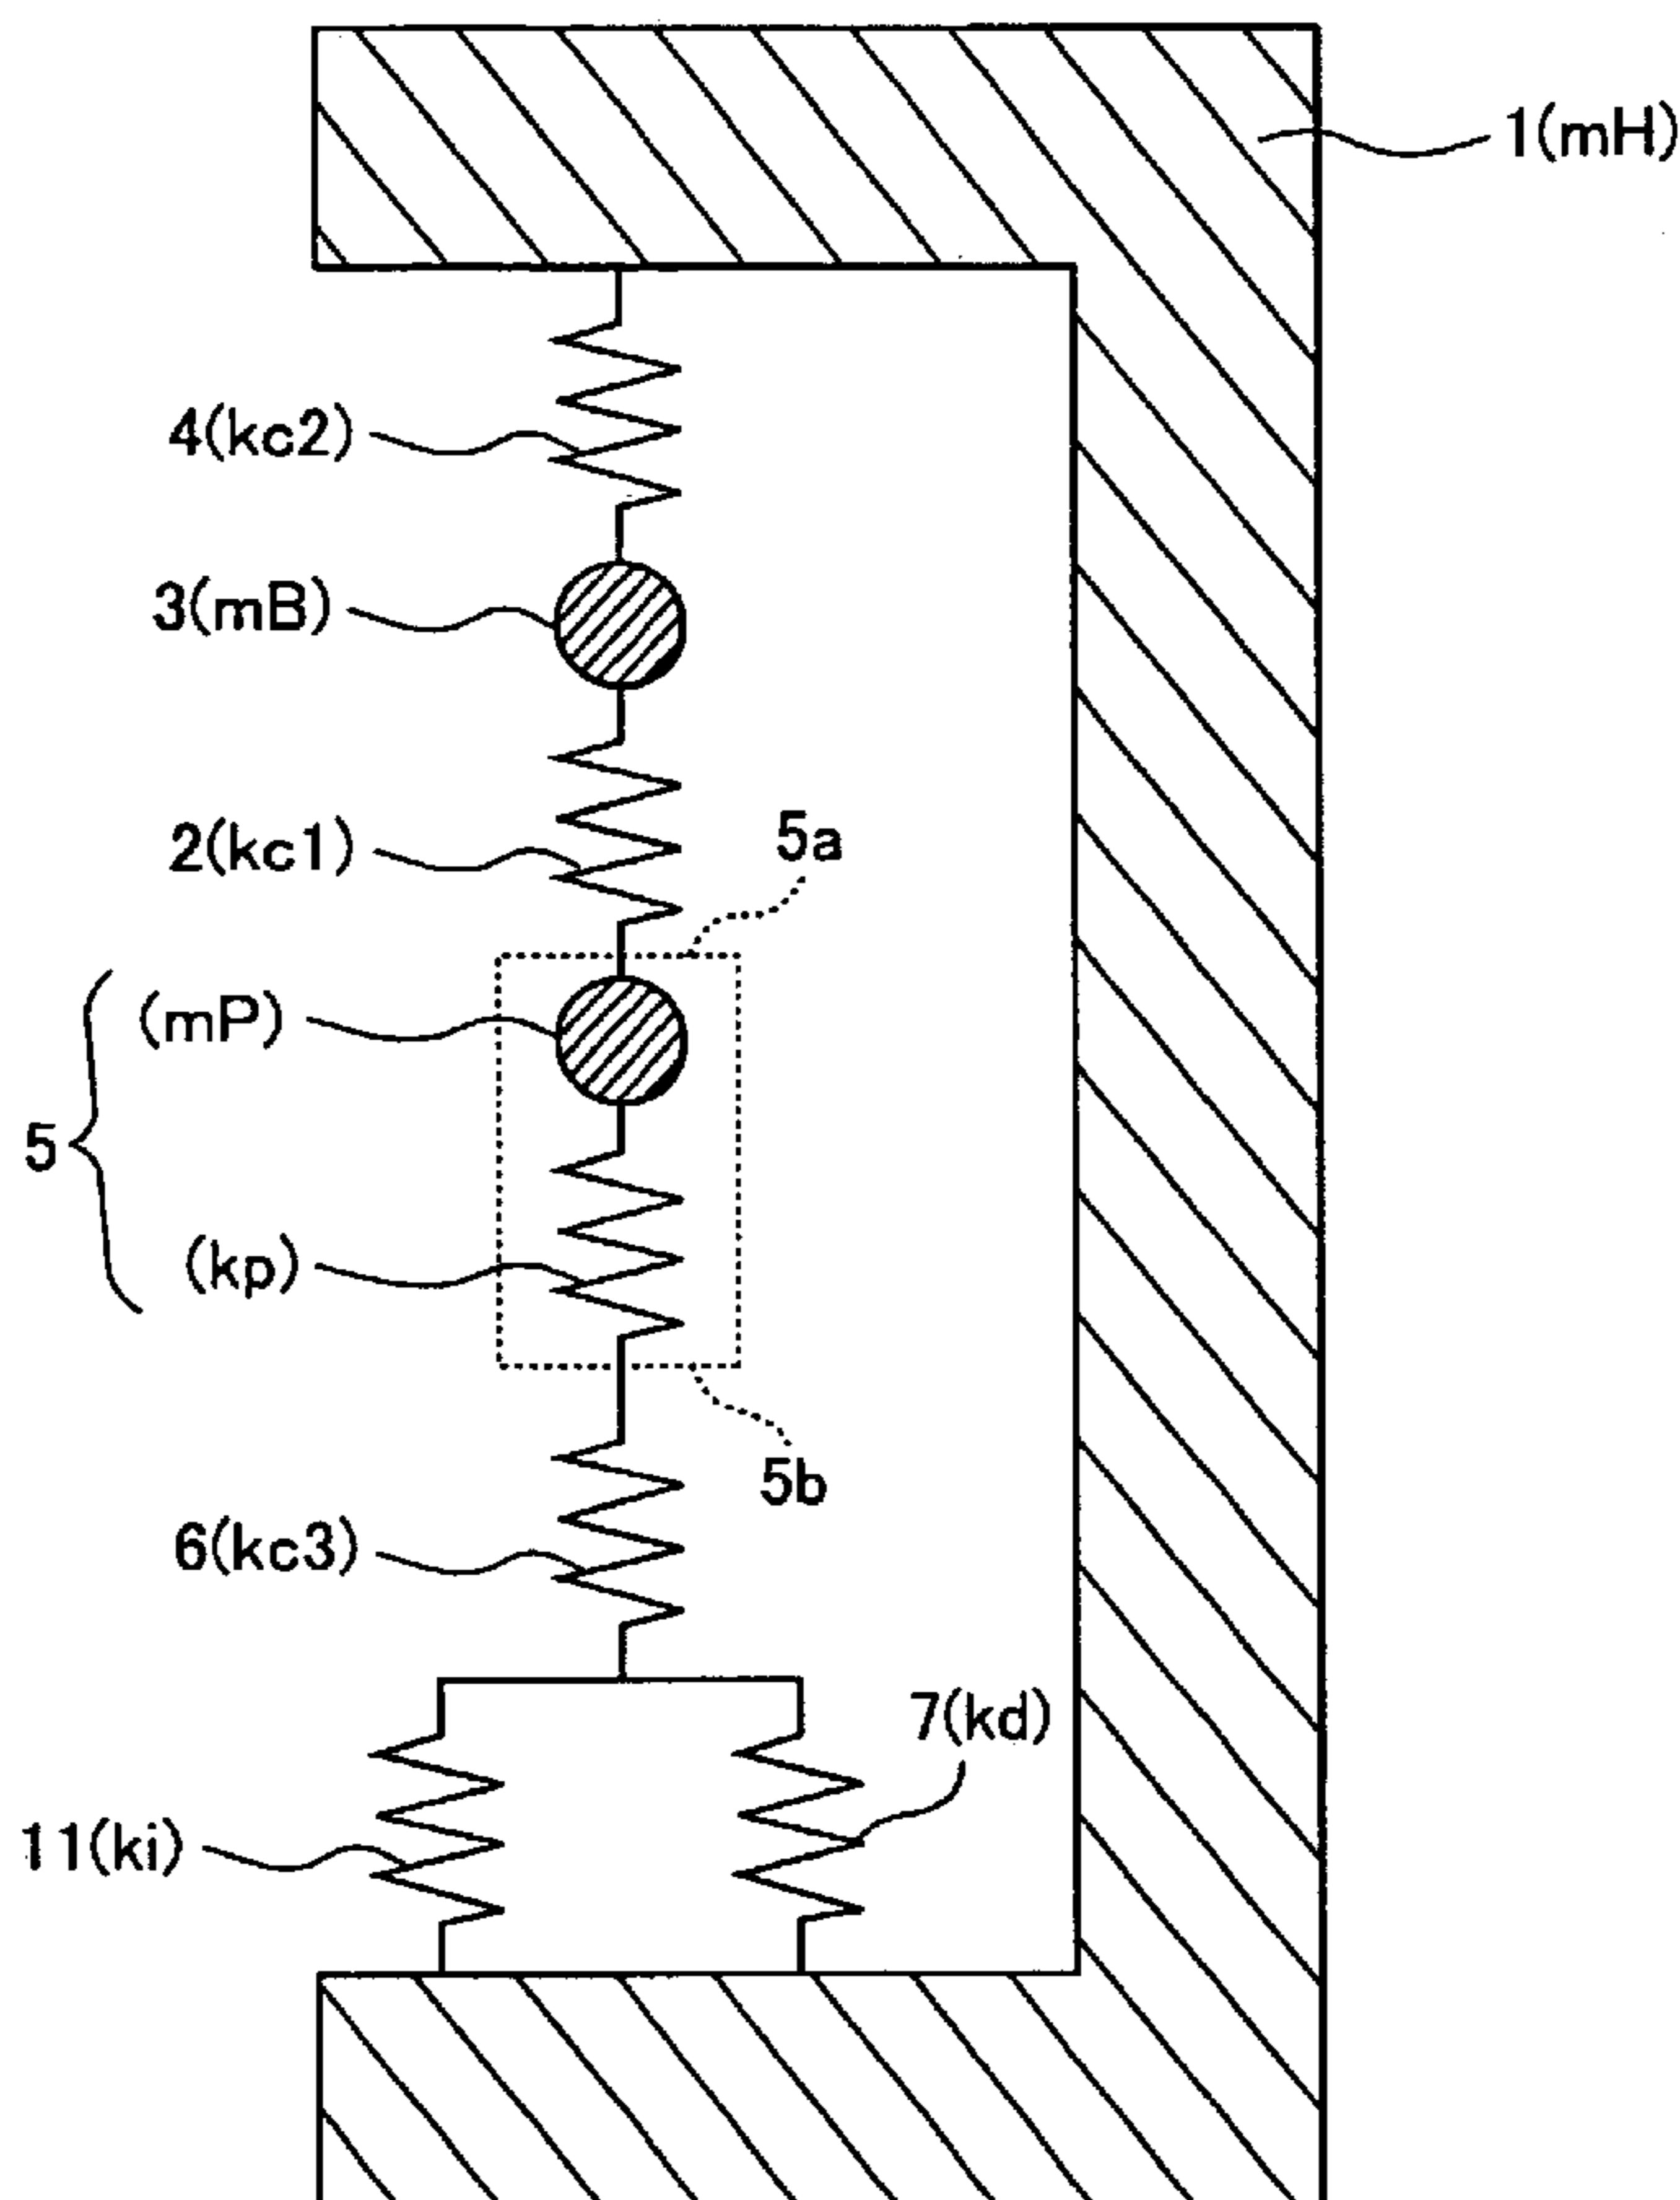 1(mH)
4(kc2)
3(mB)
2(kc1)
5a
(mP)
5
(kp)
5b
6(kc3)
7(kd)
11(ki)